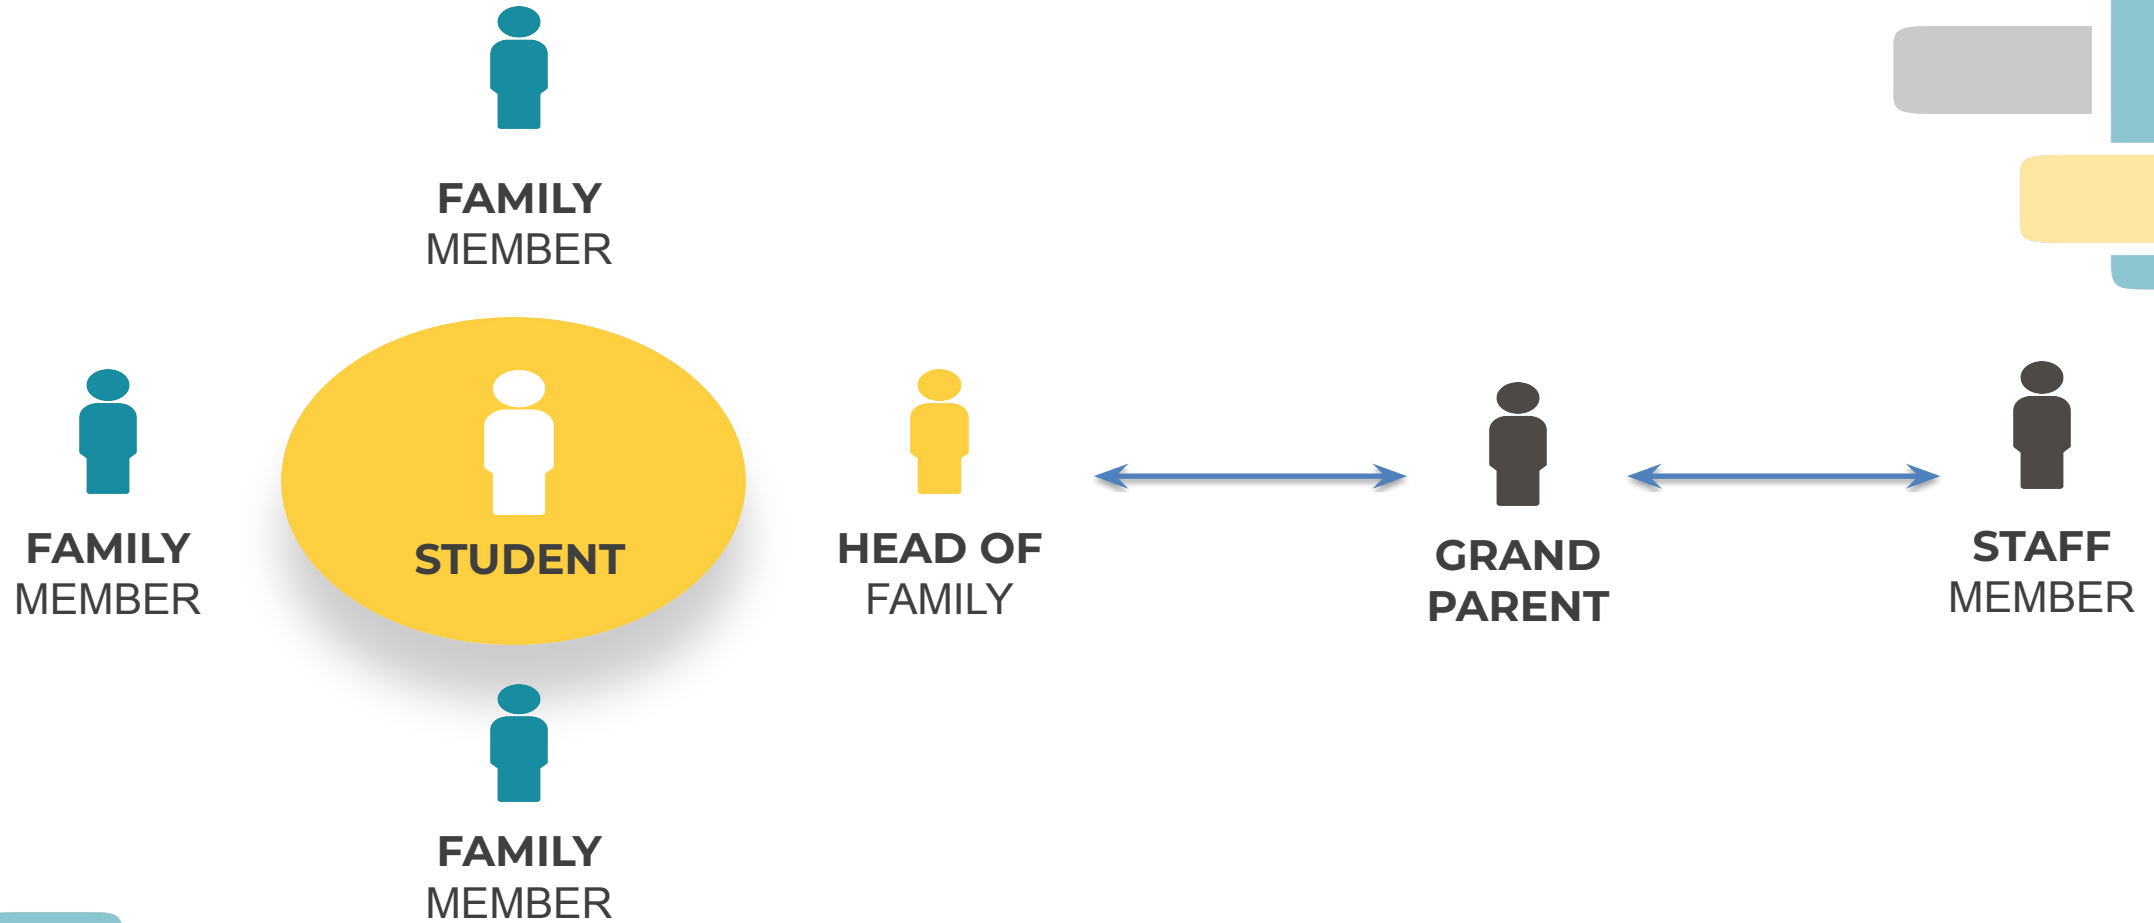 FAMILY
MEMBER
FAMILY
MEMBER
STUDENT
HEAD OF
FAMILY
GRAND
PARENT
STAFF
MEMBER
FAMILY
MEMBER